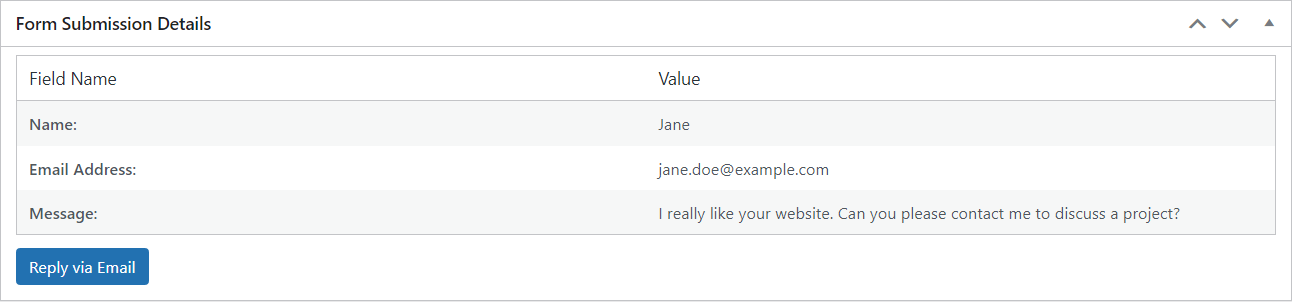 Form Submission Details
Field Name Value
Name: Jane
Email Address: jane.doe@example.com
Message: I really like your website. Can you please contact me to discuss a project?
Reply via Email